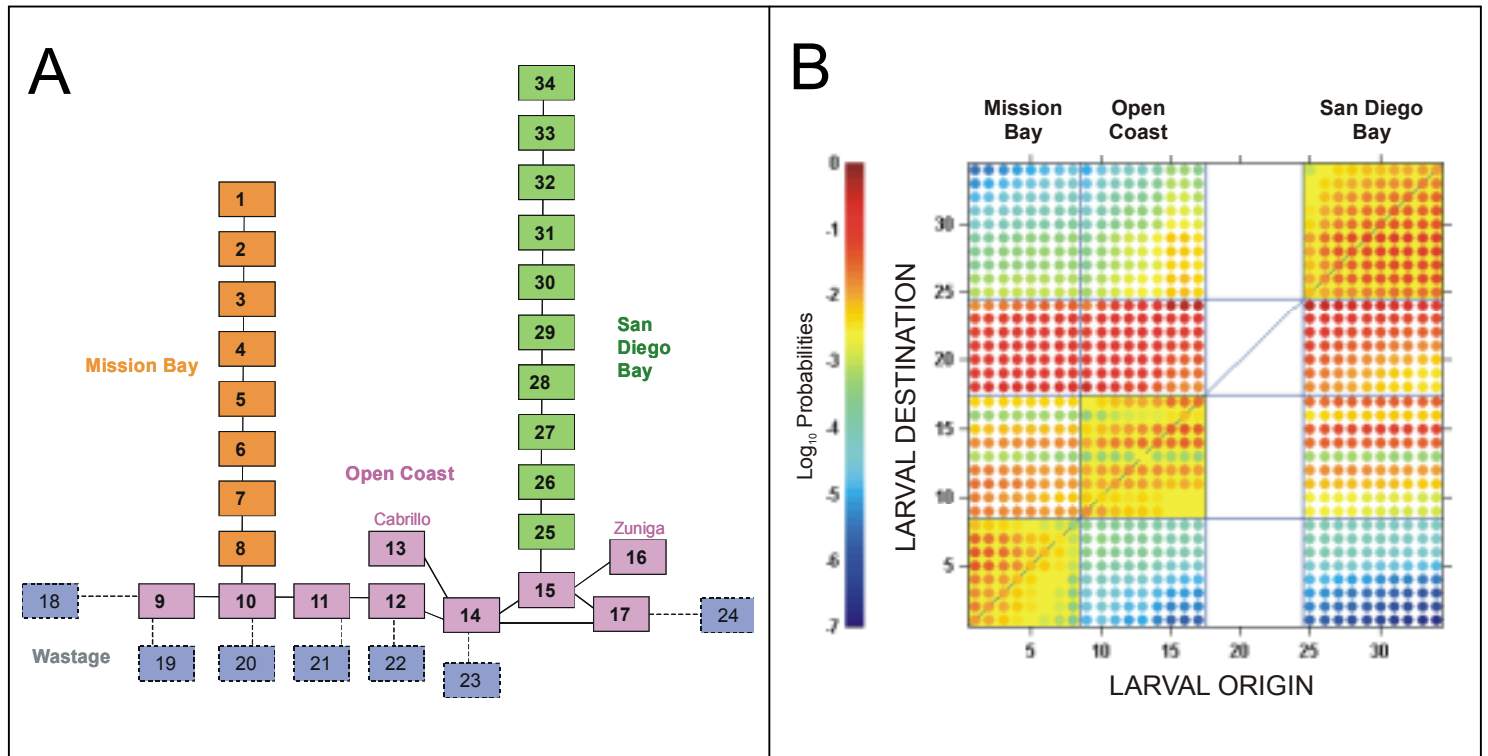 A
34
33
32
31
30
29
28
27
26
25
1
2
3
4
5
6
7
8
Mission Bay
San
Diego
Bay
Open Coast
Cabrillo
13
Zuniga
16
18
9
10
11
12
14
15
17
24
Wastage
19
20
21
22
23
B
Mission
Bay
Open
Coast
San Diego
Bay
0
-1
-2
-3
-4
-5
-6
-7
Log10 Probabilities
LARVAL DESTINATION
30
25
20
15
10
5
5
10
15
20
25
30
LARVAL ORIGIN